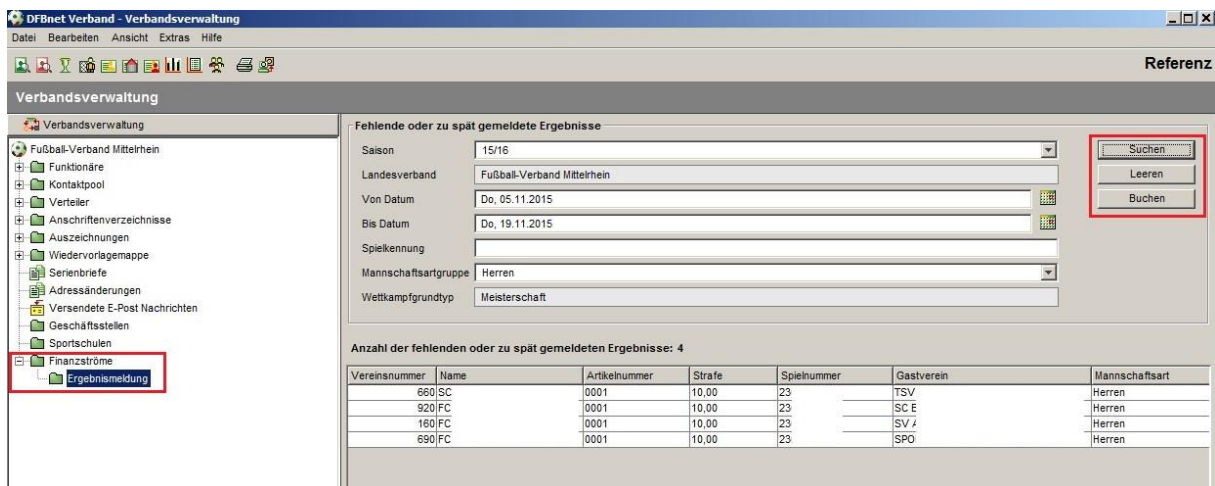 DFBnet Verband - Verbandsverwaltung
Datei Bearbeiten Ansicht Extras Hilfe
Referenz
Verbandsverwaltung
Verbandsverwaltung
Fußball-Verband Mittelrhein
Funktionäre
Kontaktpool
Verteiler
Anschriftenverzeichnisse
Auszeichnungen
Wiedervorlagemappe
Serienbriefe
Adressänderungen
Versendete E-Post Nachrichten
Geschäftsstellen
Sportschulen
Finanzströme
Ergebnismeldung
Fehlende oder zu spät gemeldete Ergebnisse
Saison 15/16
Landesverband Fußball-Verband Mittelrhein
Von Datum Do, 05.11.2015
Bis Datum Do, 19.11.2015
Spielkennung
Mannschaftsartgruppe Herren
Wettkampfgrundtyp Meisterschaft
Suchen
Leeren
Buchen
Anzahl der fehlenden oder zu spät gemeldeten Ergebnisse: 4
Vereinsnummer Name Artikelnummer Strafe Spielnummer Gastverein Mannschaftsart
660 SC 0001 10,00 23 TSV Herren
920 FC 0001 10,00 23 SC E Herren
160 FC 0001 10,00 23 SV Herren
690 FC 0001 10,00 23 SPO Herren